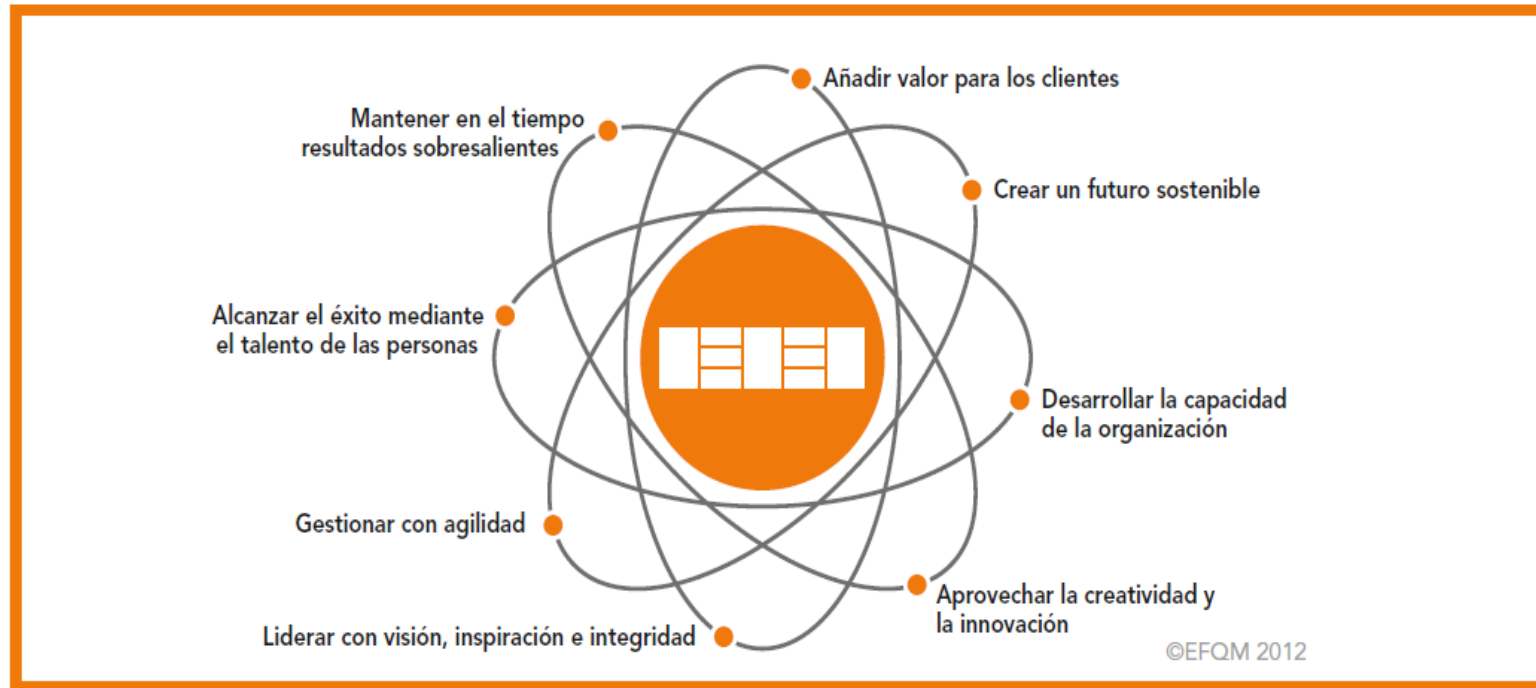 Añadir valor para los clientes
Mantener en el tiempo
resultados sobresalientes
Crear un futuro sostenible
Alcanzar el éxito mediante
el talento de las personas
Desarrollar la capacidad
de la organización
Gestionar con agilidad
Aprovechar la creatividad y
la innovación
Liderar con visión, inspiración e integridad
©EFQM 2012